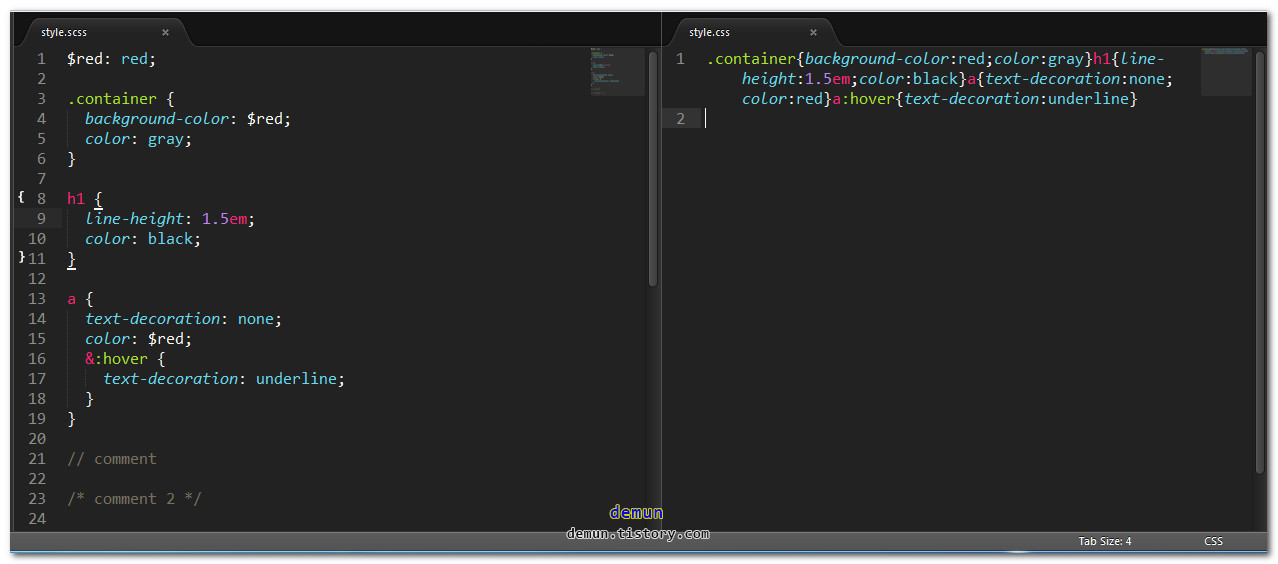 style.scss ×
1 $red: red;
2
3 .container {
4 background-color: $red;
5 color: gray;
6 }
7
{ 8 h1 {
9 line-height: 1.5em;
10 color: black;
} 11 }
12
13 a {
14 text-decoration: none;
15 color: $red;
16 &:hover {
17 text-decoration: underline;
18 }
19 }
20
21 // comment
22
23 /* comment 2 */
24
style.css ×
1 .container{background-color:red;color:gray}h1{line-
height:1.5em;color:black}a{text-decoration:none;
color:red}a:hover{text-decoration:underline}
2
demun
demun.tistory.com
Tab Size: 4 CSS